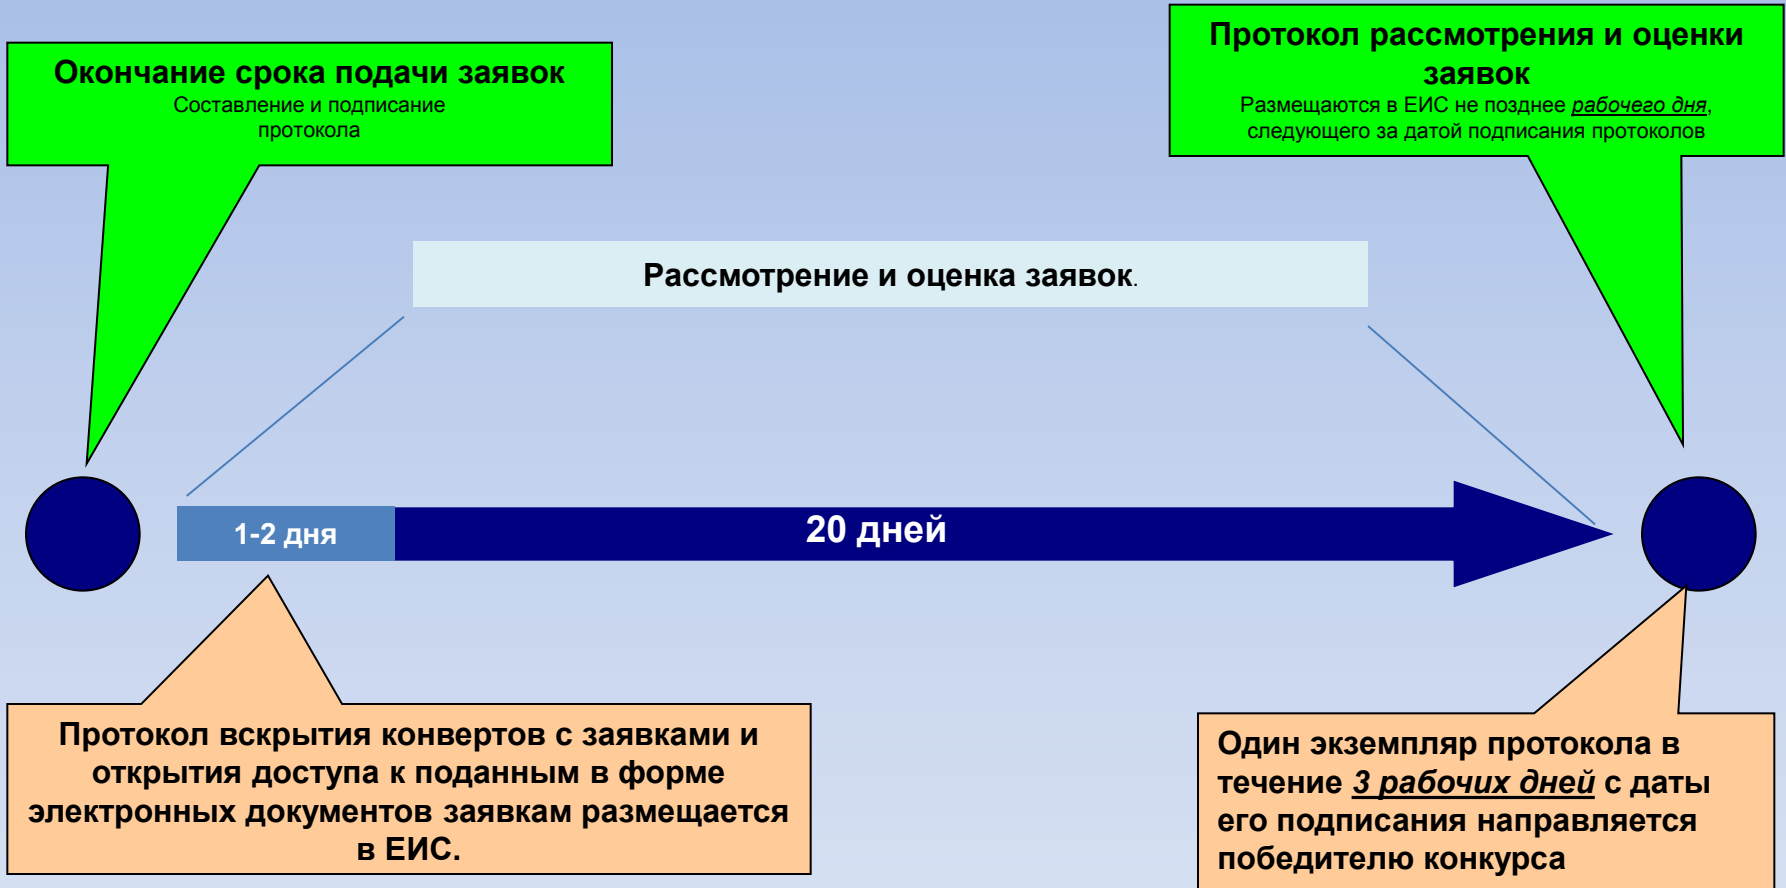 Окончание срока подачи заявок
Составление и подписание
протокола
Протокол рассмотрения и оценки
заявок
Размещаются в ЕИС не позднее рабочего дня,
следующего за датой подписания протоколов
Рассмотрение и оценка заявок.
1-2 дня
20 дней
Протокол вскрытия конвертов с заявками и
открытия доступа к поданным в форме
электронных документов заявкам размещается
в ЕИС.
Один экземпляр протокола в
течение 3 рабочих дней с даты
его подписания направляется
победителю конкурса